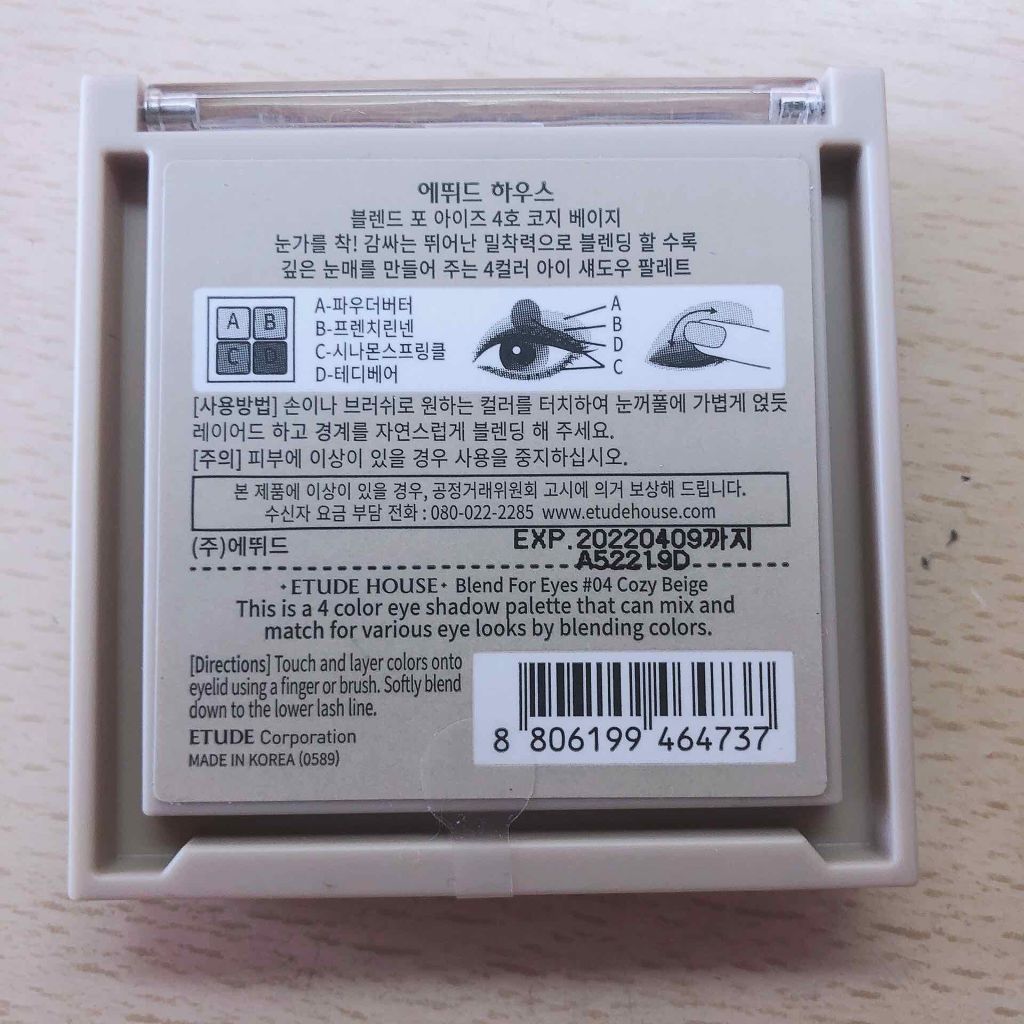 에뛰드 하우스
블렌드 포 아이즈 4호 코지 베이지
눈가를 착! 감싸는 뛰어난 밀착력으로 블렌딩 할 수록
깊은 눈매를 만들어 주는 4컬러 아이 섀도우 팔레트
A B
C D
A-파우더버터
B-프렌치린넨
C-시나몬스프링클
D-테디베어
A
B
D
C
[사용방법] 손이나 브러쉬로 원하는 컬러를 터치하여 눈꺼풀에 가볍게 얹듯
레이어드 하고 경계를 자연스럽게 블렌딩 해 주세요.
[주의] 피부에 이상이 있을 경우 사용을 중지하십시오.
본 제품에 이상이 있을 경우, 공정거래위원회 고시에 의거 보상해 드립니다.
수신자 요금 부담 전화 : 080-022-2285 www.etudehouse.com
(주)에뛰드
EXP.20220409까지
A52219D
ETUDE HOUSE Blend For Eyes #04 Cozy Beige
This is a 4 color eye shadow palette that can mix and
match for various eye looks by blending colors.
[Directions] Touch and layer colors onto
eyelid using a finger or brush. Softly blend
down to the lower lash line.
ETUDE Corporation
MADE IN KOREA (0589)
8 806199 464737